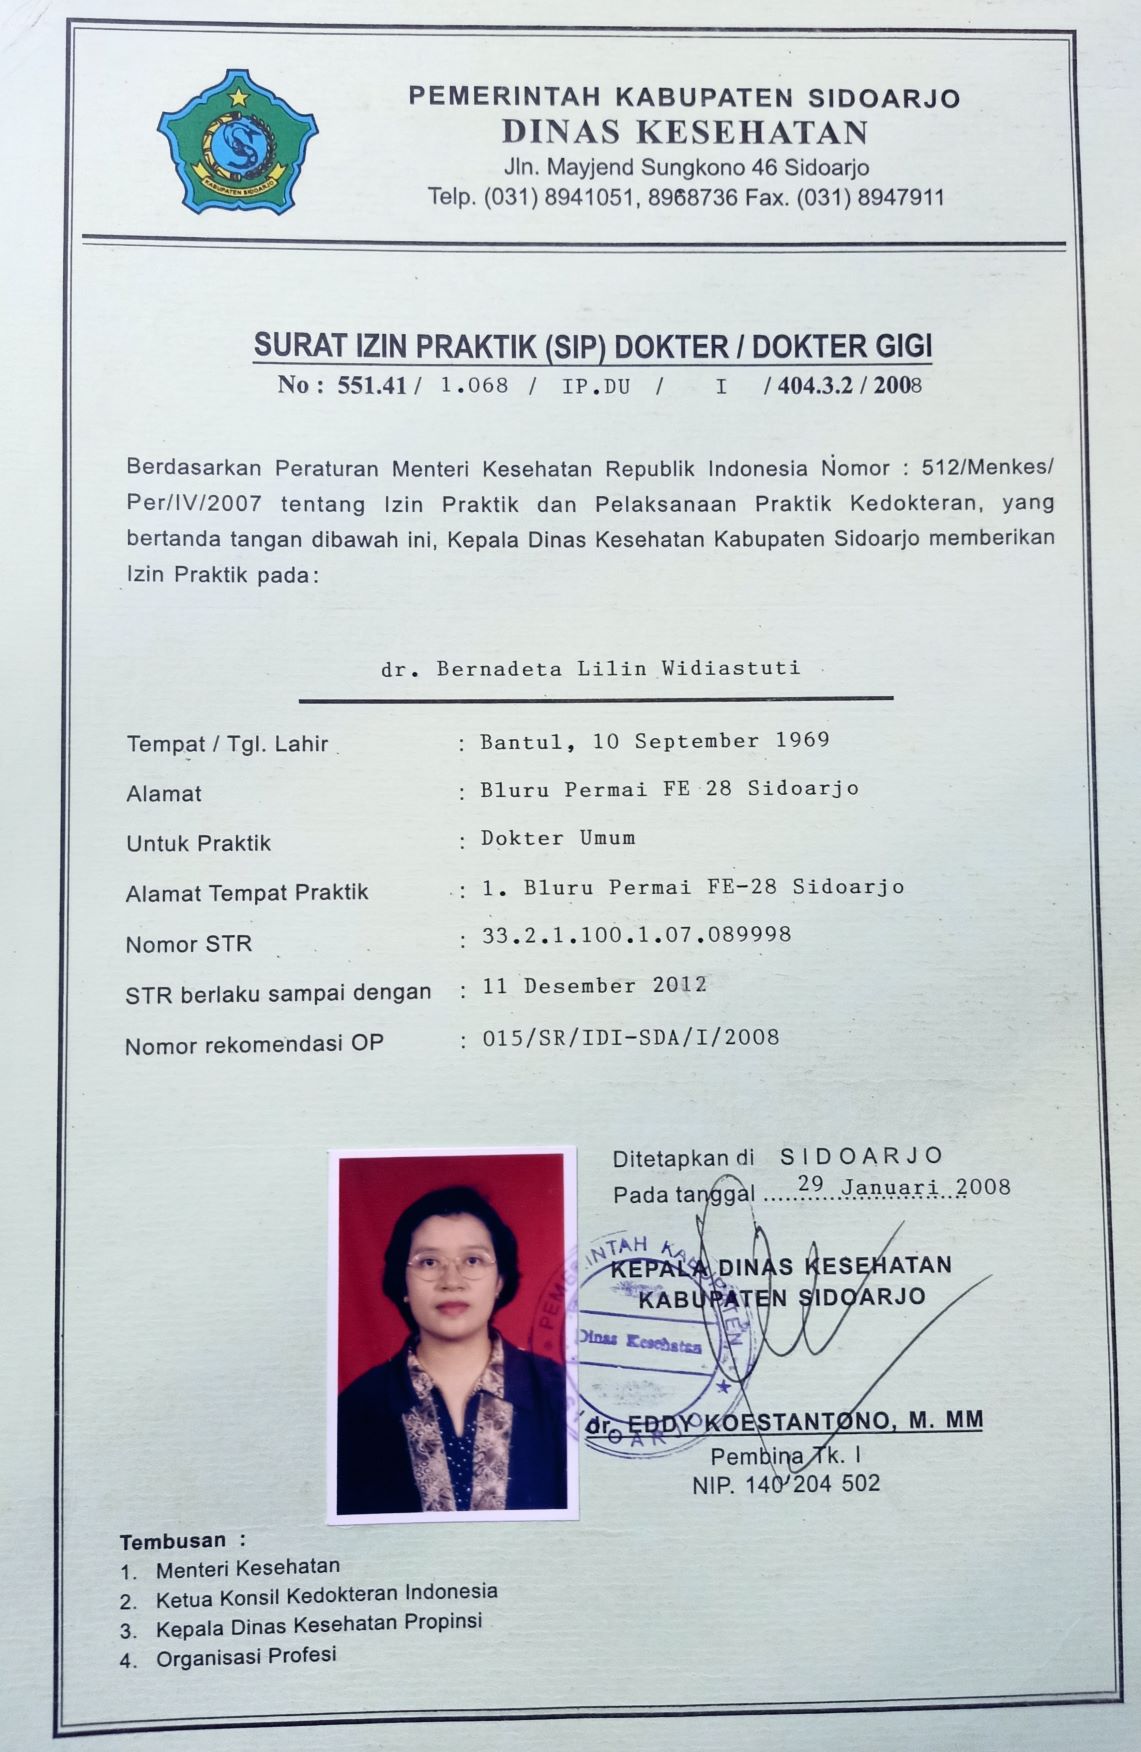 KABUPATEN SIDOARJO
PEMERINTAH KABUPATEN SIDOARJO
DINAS KESEHATAN
Jln. Mayjend Sungkono 46 Sidoarjo
Telp. (031) 8941051, 8968736 Fax. (031) 8947911
SURAT IZIN PRAKTIK (SIP) DOKTER / DOKTER GIGI
No : 551.41 / 1.068 / IP.DU / I / 404.3.2 / 2008
Berdasarkan Peraturan Menteri Kesehatan Republik Indonesia Nomor : 512/Menkes/
Per/IV/2007 tentang Izin Praktik dan Pelaksanaan Praktik Kedokteran, yang
bertanda tangan dibawah ini, Kepala Dinas Kesehatan Kabupaten Sidoarjo memberikan
Izin Praktik pada :
dr. Bernadeta Lilin Widiastuti
Tempat / Tgl. Lahir : Bantul, 10 September 1969
Alamat : Bluru Permai FE 28 Sidoarjo
Untuk Praktik : Dokter Umum
Alamat Tempat Praktik : 1. Bluru Permai FE-28 Sidoarjo
Nomor STR : 33.2.1.100.1.07.089998
STR berlaku sampai dengan : 11 Desember 2012
Nomor rekomendasi OP : 015/SR/IDI-SDA/I/2008
Ditetapkan di SIDOARJO
Pada tanggal ..... 29 Januari 2008
KEPALA DINAS KESEHATAN
KABUPATEN SIDOARJO
PEMERINTAH KABUPATEN
Dinas Kesehatan
SIDOARJO
dr. EDDY KOESTANTONO, M. MM
Pembina Tk. I
NIP. 140 204 502
Tembusan :
1. Menteri Kesehatan
2. Ketua Konsil Kedokteran Indonesia
3. Kepala Dinas Kesehatan Propinsi
4. Organisasi Profesi